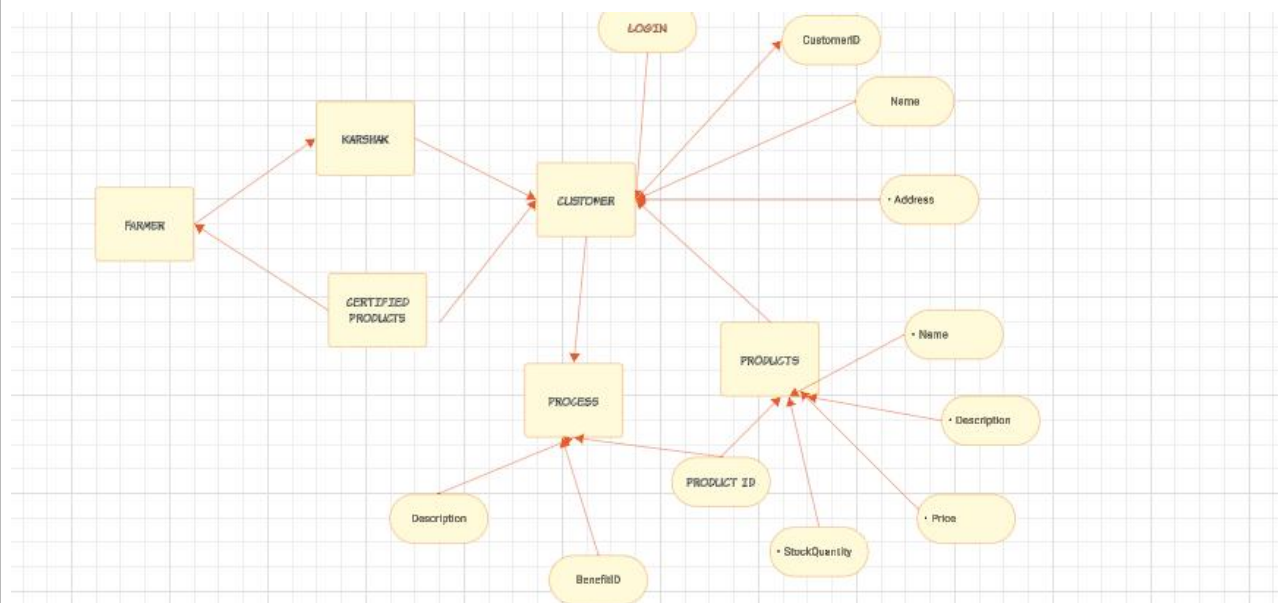 LOGIN
CustomerID
Name
KARSHAK
CUSTOMER
• Address
FARMER
CERTIFIED
PRODUCTS
• Name
PRODUCTS
PROCESS
• Description
PRODUCT ID
Description
• Price
• StockQuantity
BenefitID